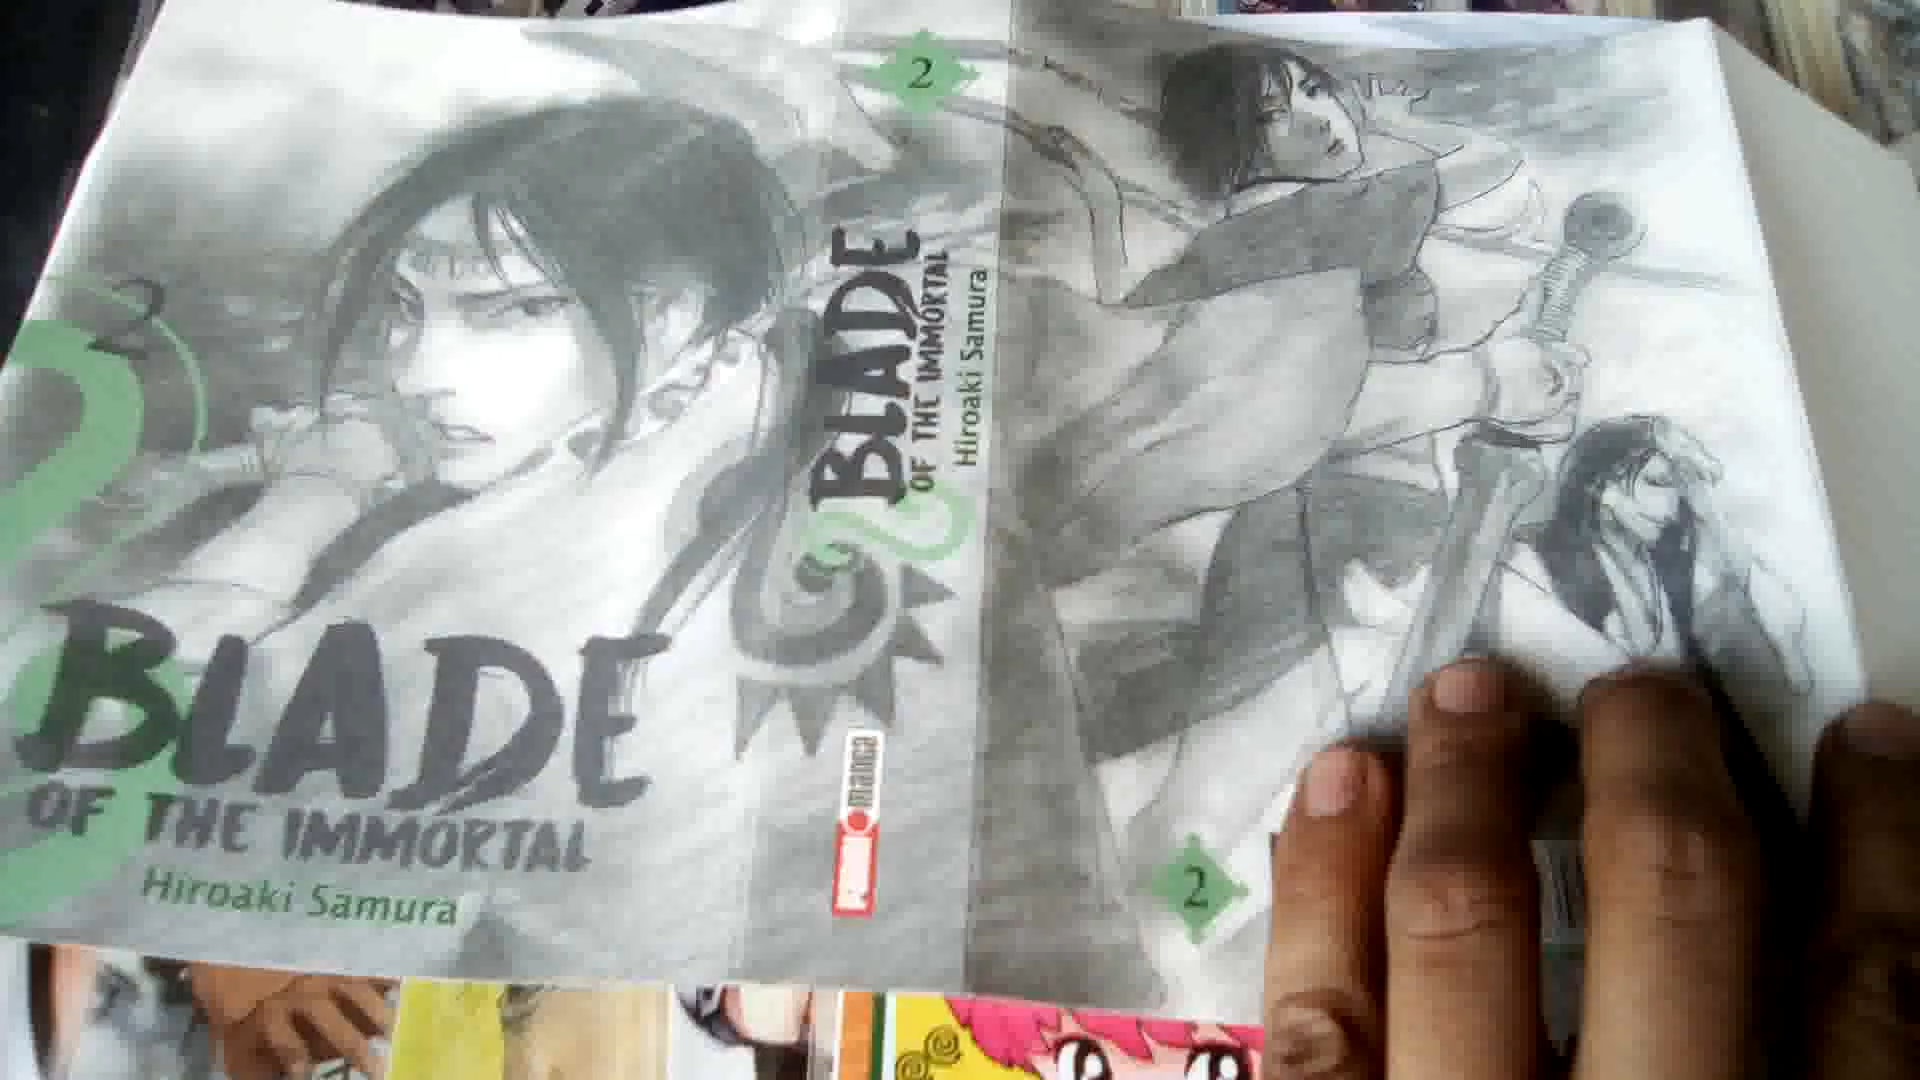 2
BLADE
OF THE IMMORTAL
Hiroaki Samura
2
BLADE
OF THE IMMORTAL
Hiroaki Samura
manga
2